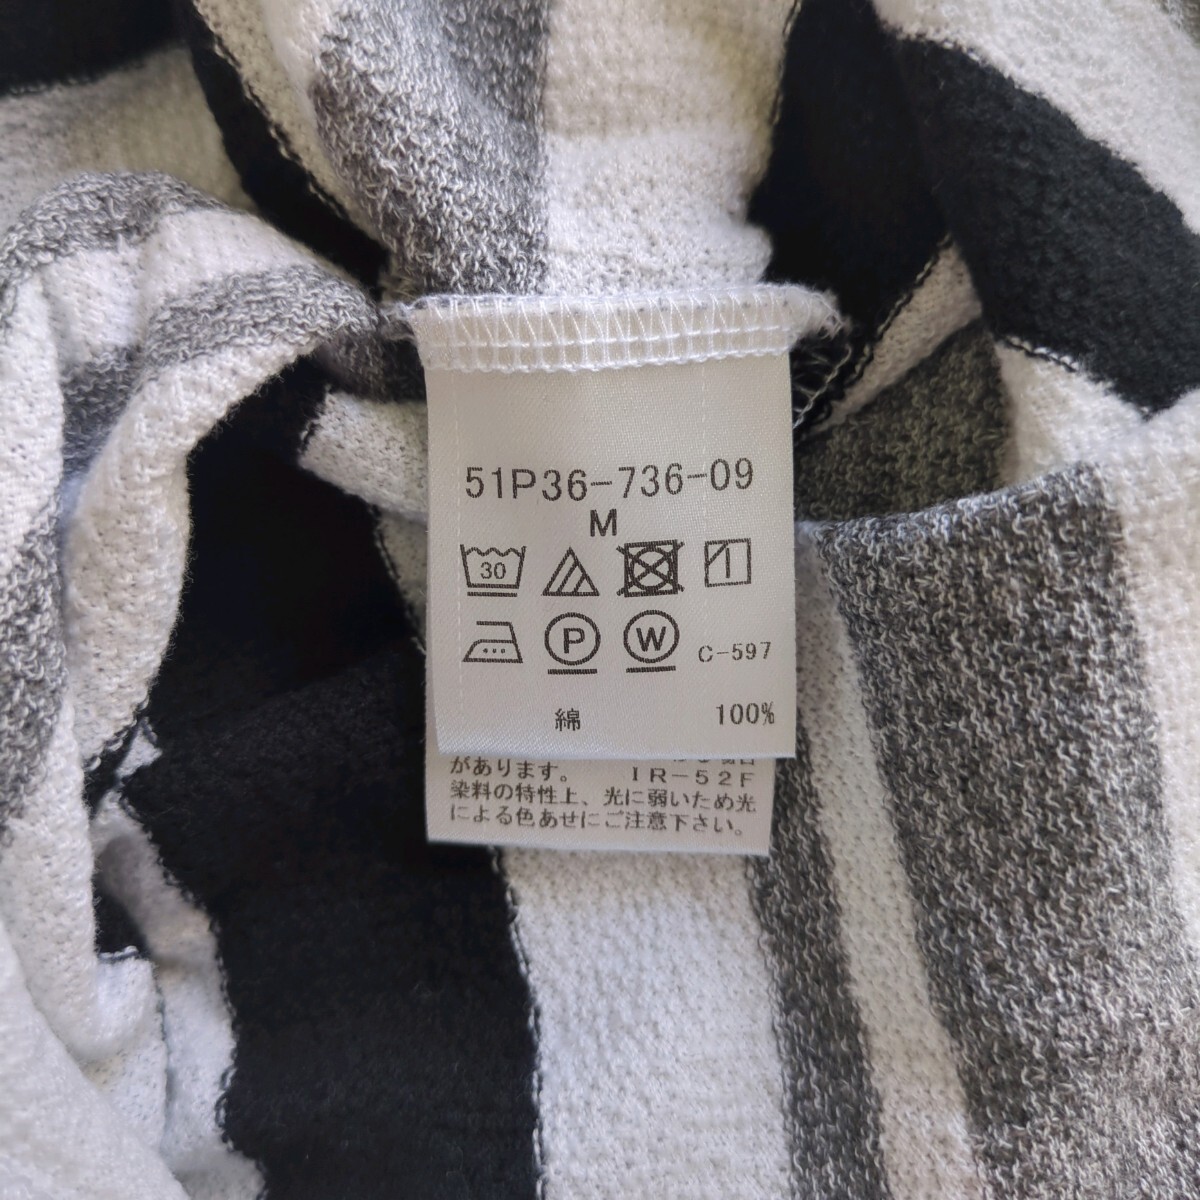 51P36-736-09
M
30
P W C-597
綿 100%
があります。 IR-52F
染料の特性上、光に弱いため光
による色あせにご注意下さい。